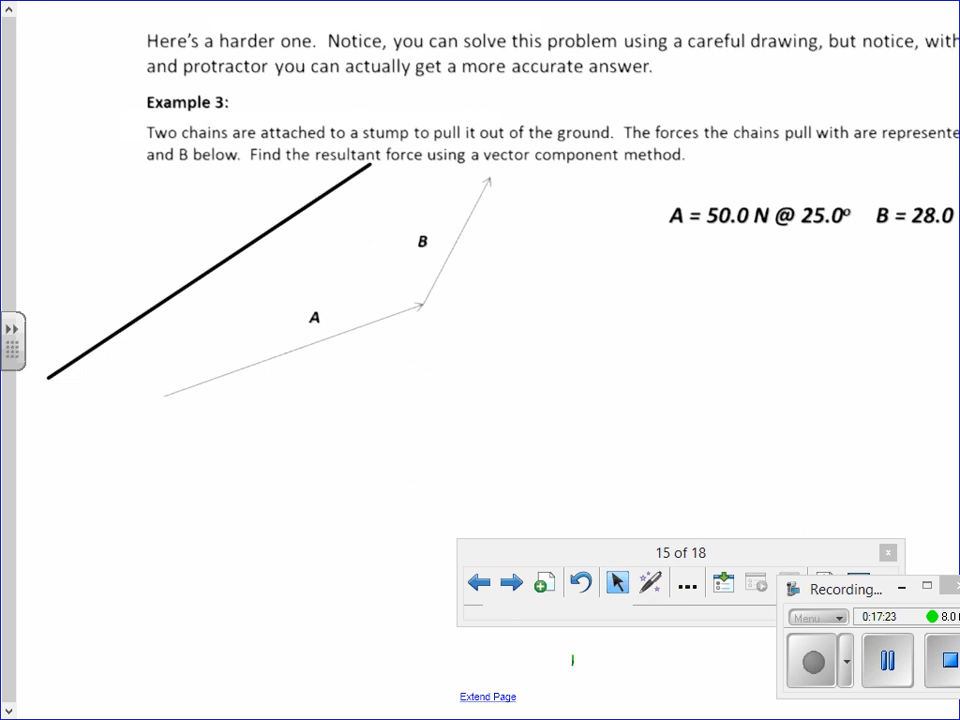 Here's a harder one. Notice, you can solve this problem using a careful drawing, but notice, with
and protractor you can actually get a more accurate answer.
Example 3:
Two chains are attached to a stump to pull it out of the ground. The forces the chains pull with are represente
and B below. Find the resultant force using a vector component method.
A = 50.0 N @ 25.0º B = 28.0
B
A
15 of 18
Recording...
Menu 0:17:23 8.0
Extend Page